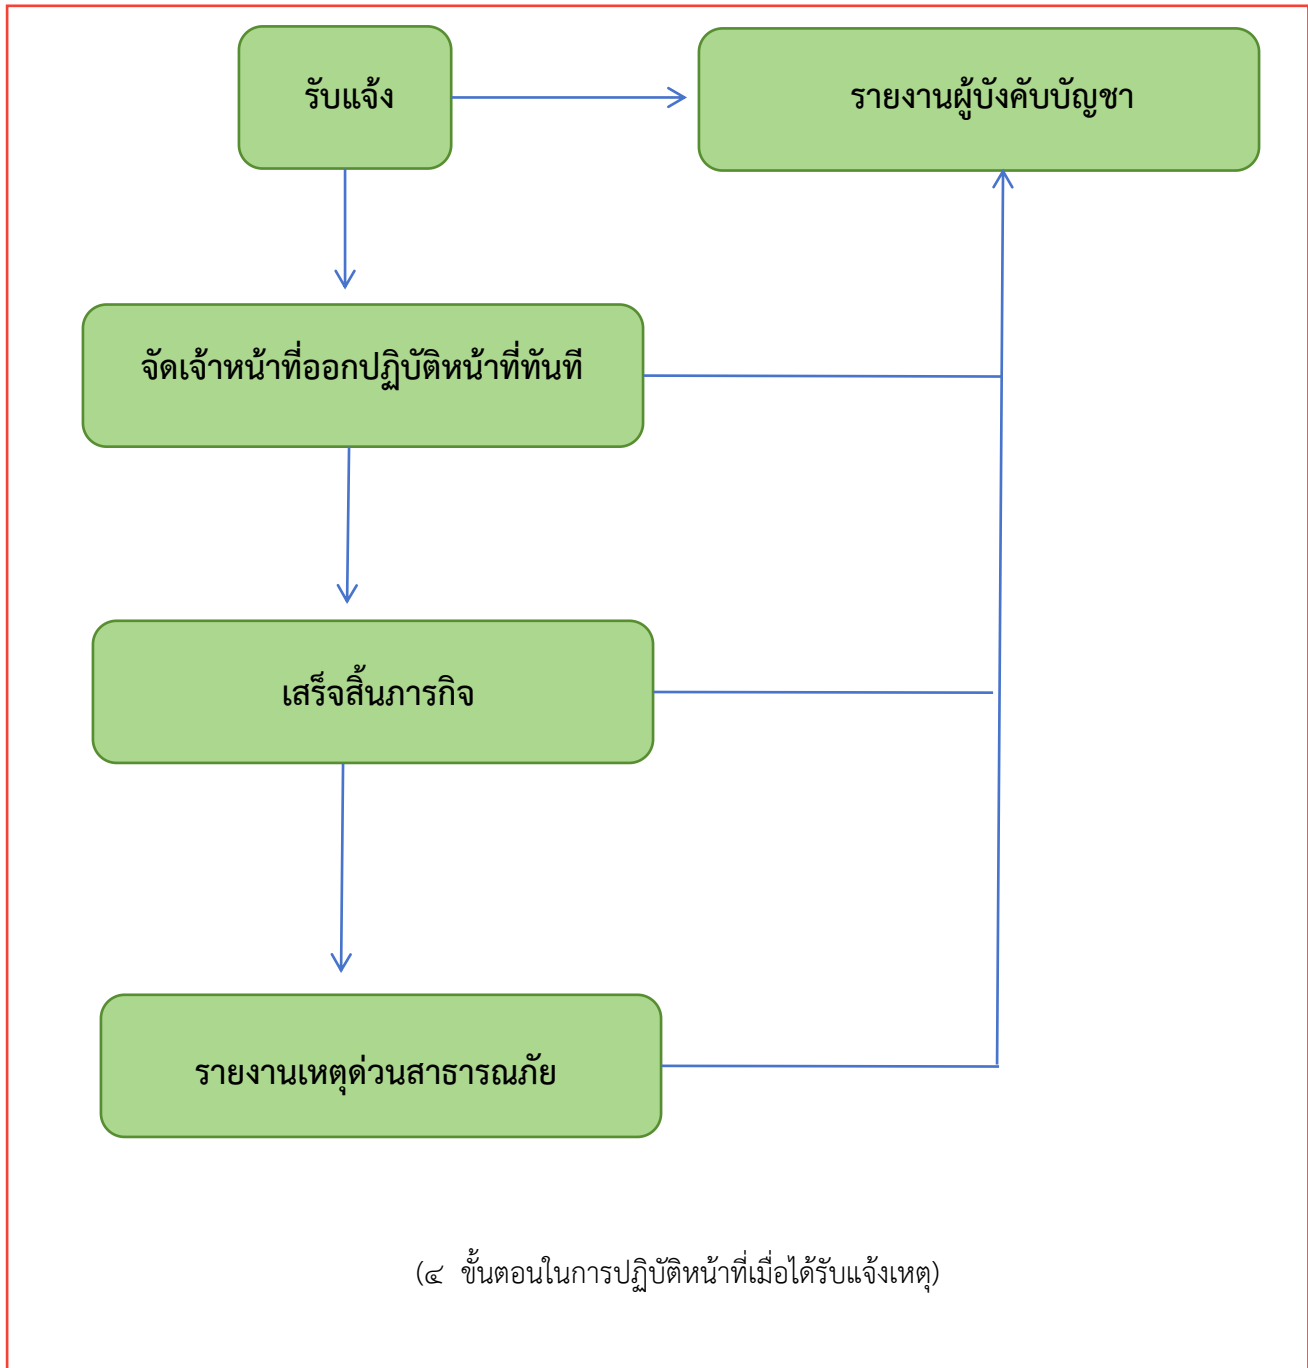 รับแจ้ง
รายงานผู้บังคับบัญชา
จัดเจ้าหน้าที่ออกปฏิบัติหน้าที่ทันที
เสร็จสิ้นภารกิจ
รายงานเหตุด่วนสาธารณภัย
(๔ ขั้นตอนในการปฏิบัติหน้าที่เมื่อได้รับแจ้งเหตุ)